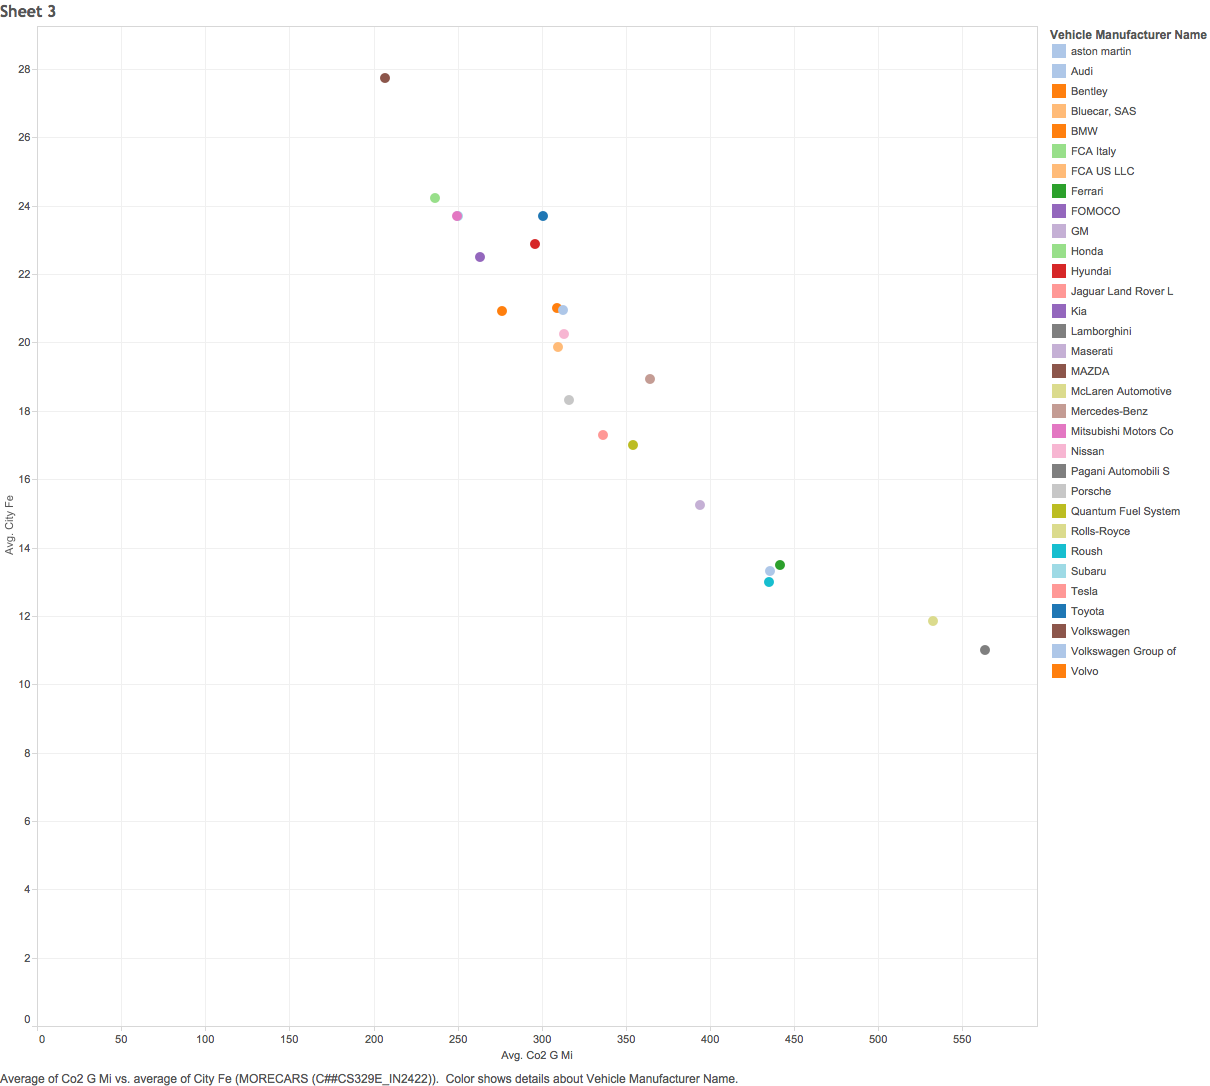 Sheet 3
Vehicle Manufacturer Name
aston martin
Audi
Bentley
Bluecar, SAS
BMW
FCA Italy
FCA US LLC
Ferrari
FOMOCO
GM
Honda
Hyundai
Jaguar Land Rover L
Kia
Lamborghini
Maserati
MAZDA
McLaren Automotive
Mercedes-Benz
Mitsubishi Motors Co
Nissan
Pagani Automobili S
Porsche
Quantum Fuel System
Rolls-Royce
Roush
Subaru
Tesla
Toyota
Volkswagen
Volkswagen Group of
Volvo
28
26
24
22
20
18
16
14
12
10
8
6
4
2
0
Avg. City Fe
0 50 100 150 200 250 300 350 400 450 500 550
Avg. Co2 G Mi
Average of Co2 G Mi vs. average of City Fe (MORECARS (C##CS329E_IN2422)). Color shows details about Vehicle Manufacturer Name.